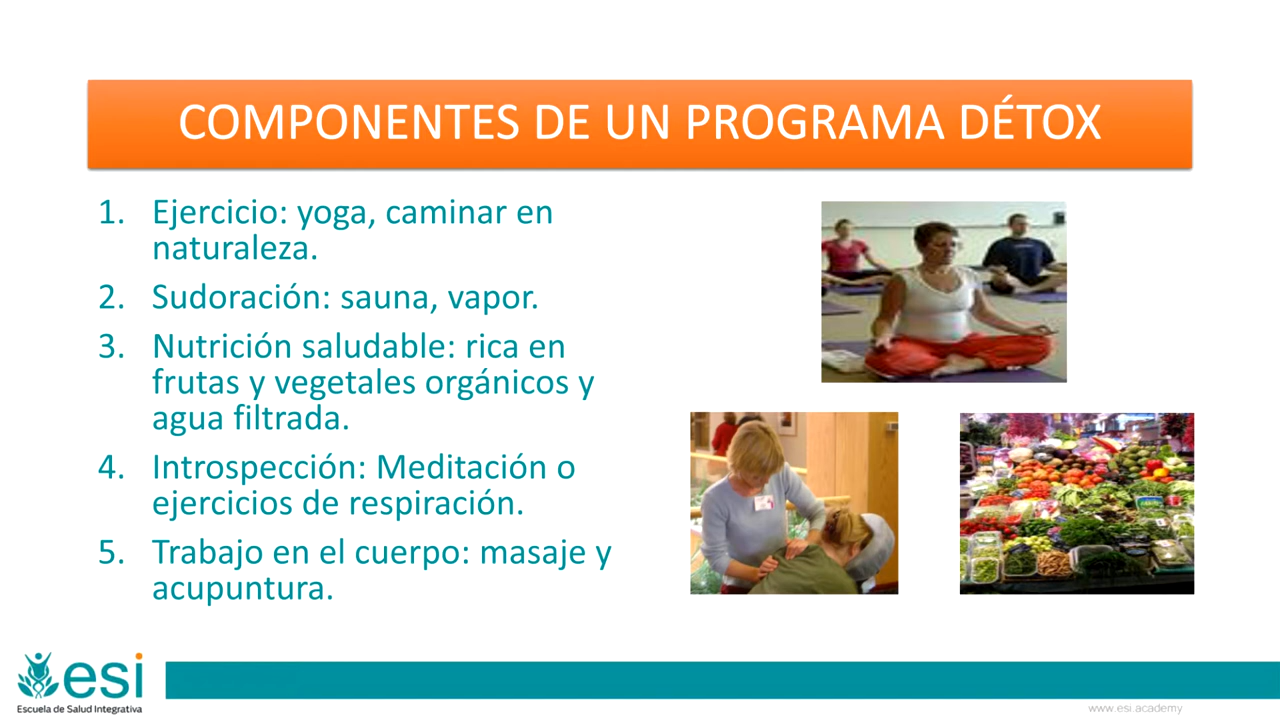 COMPONENTES DE UN PROGRAMA DÉTOX
1. Ejercicio: yoga, caminar en
naturaleza.
2. Sudoración: sauna, vapor.
3. Nutrición saludable: rica en
frutas y vegetales orgánicos y
agua filtrada.
4. Introspección: Meditación o
ejercicios de respiración.
5. Trabajo en el cuerpo: masaje y
acupuntura.
esi
Escuela de Salud Integrativa
www.esi.academy